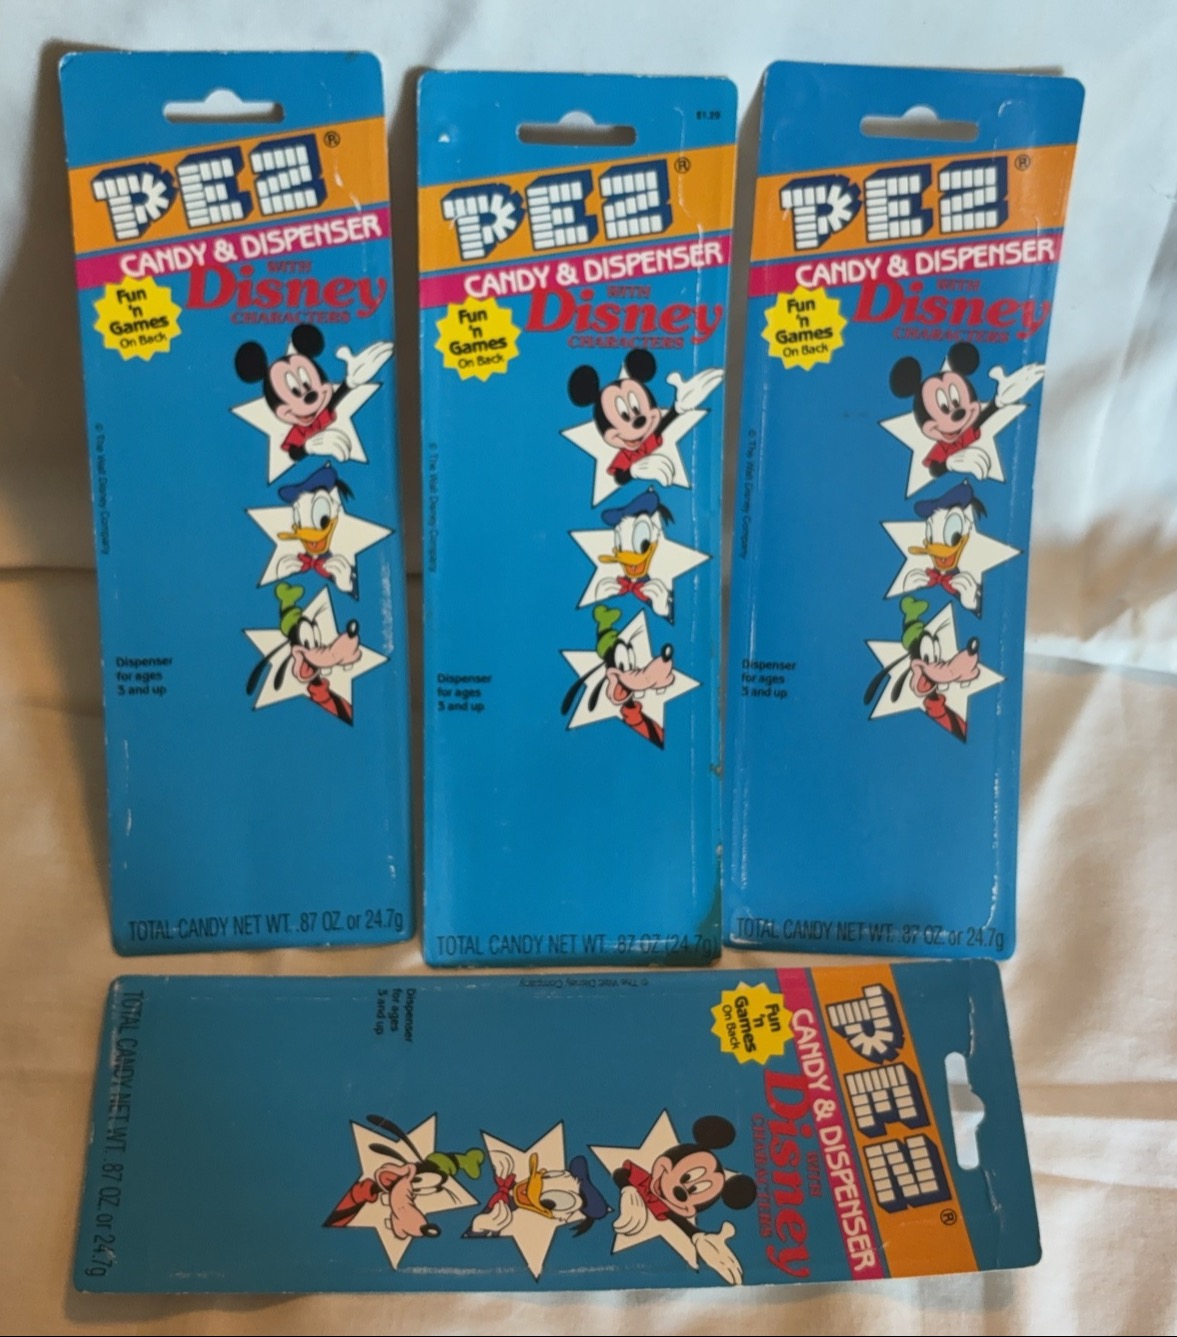 PEZ®
CANDY & DISPENSER
WITH
Disney
CHARACTERS
Fun
'n
Games
On Back
© The Walt Disney Company
Dispenser
for ages
3 and up
TOTAL CANDY NET WT. .87 OZ. or 24.7g
$1.29
PEZ®
CANDY & DISPENSER
WITH
Disney
CHARACTERS
Fun
'n
Games
On Back
© The Walt Disney Company
Dispenser
for ages
3 and up
TOTAL CANDY NET WT. .87 OZ (24.7g)
PEZ®
CANDY & DISPENSER
WITH
Disney
CHARACTERS
Fun
'n
Games
On Back
© The Walt Disney Company
Dispenser
for ages
3 and up
TOTAL CANDY NET WT. .87 OZ. or 24.7g
PEZ®
CANDY & DISPENSER
WITH
Disney
CHARACTERS
Fun
'n
Games
On Back
© The Walt Disney Company
Dispenser
for ages
3 and up
TOTAL CANDY NET WT. .87 OZ. or 24.7g